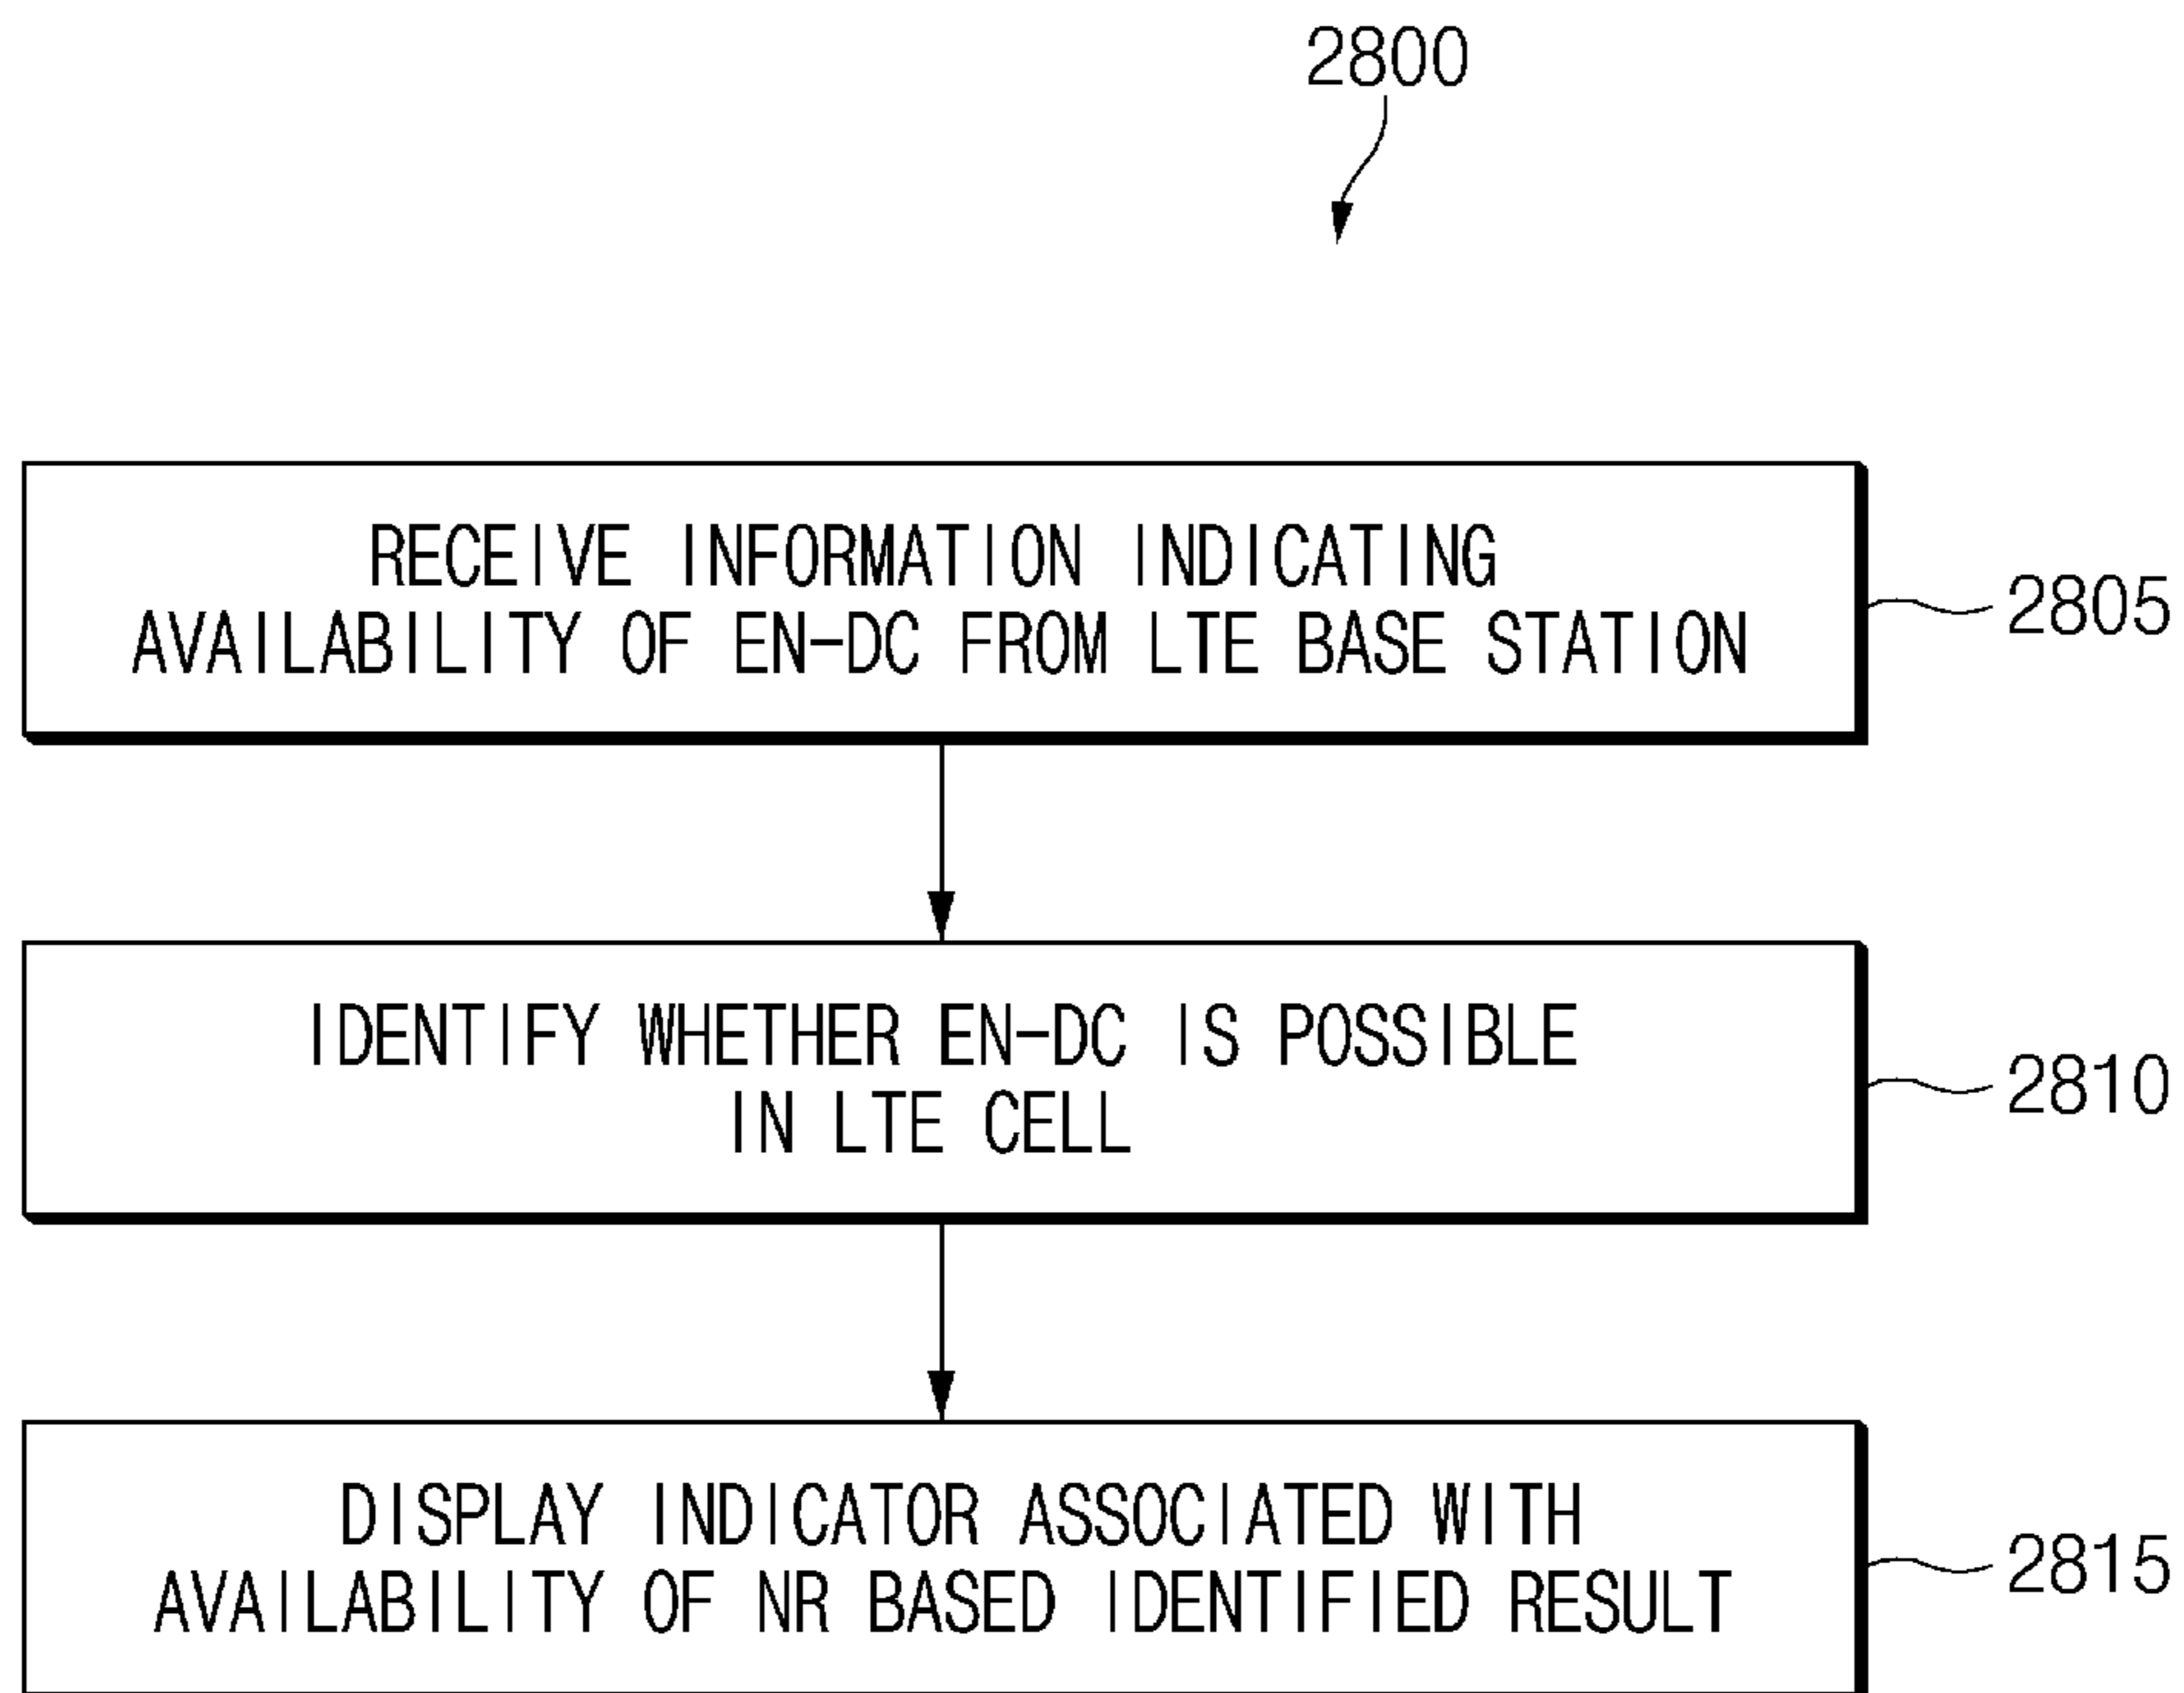 2800
RECEIVE INFORMATION INDICATING
AVAILABILITY OF EN-DC FROM LTE BASE STATION
2805
IDENTIFY WHETHER EN-DC IS POSSIBLE
IN LTE CELL
2810
DISPLAY INDICATOR ASSOCIATED WITH
AVAILABILITY OF NR BASED IDENTIFIED RESULT
2815